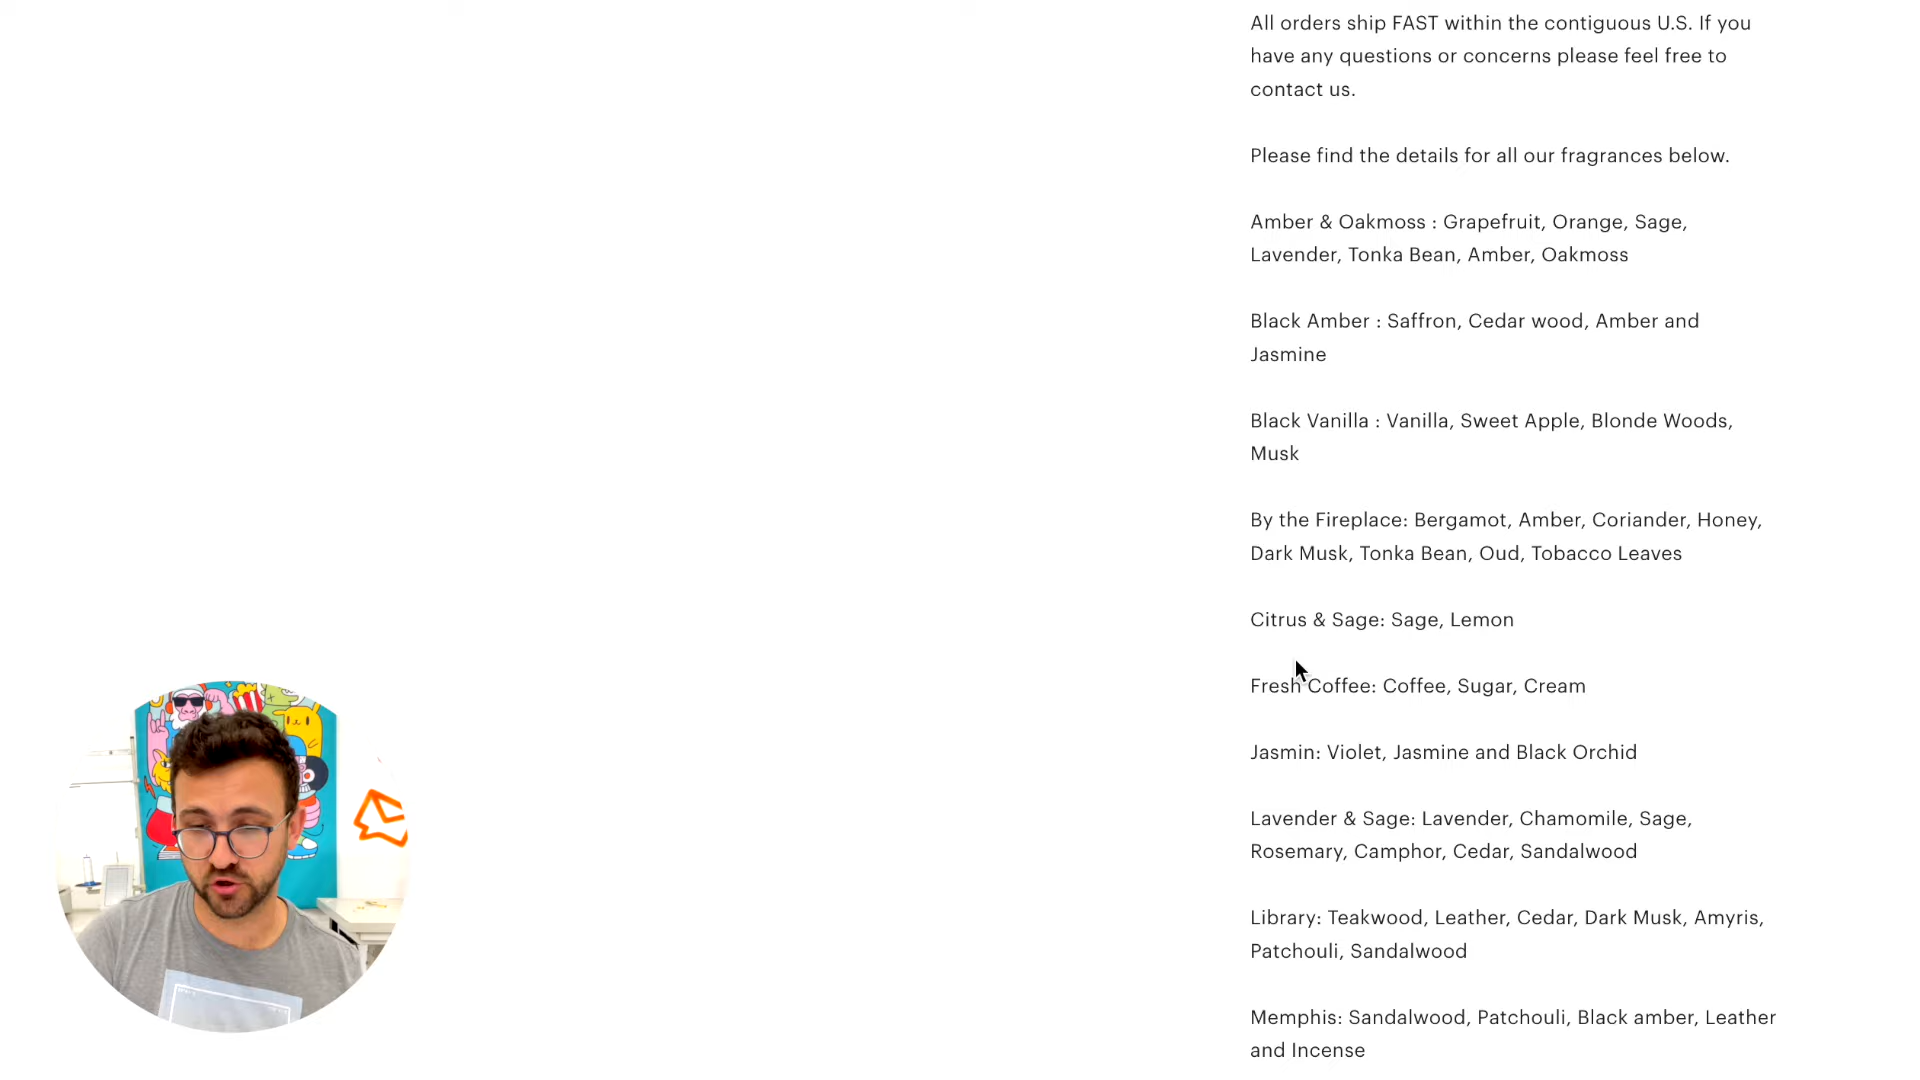 All orders ship FAST within the contiguous U.S. If you
have any questions or concerns please feel free to
contact us.
Please find the details for all our fragrances below.
Amber & Oakmoss : Grapefruit, Orange, Sage,
Lavender, Tonka Bean, Amber, Oakmoss
Black Amber : Saffron, Cedar wood, Amber and
Jasmine
Black Vanilla : Vanilla, Sweet Apple, Blonde Woods,
Musk
By the Fireplace: Bergamot, Amber, Coriander, Honey,
Dark Musk, Tonka Bean, Oud, Tobacco Leaves
Citrus & Sage: Sage, Lemon
Fresh Coffee: Coffee, Sugar, Cream
Jasmin: Violet, Jasmine and Black Orchid
Lavender & Sage: Lavender, Chamomile, Sage,
Rosemary, Camphor, Cedar, Sandalwood
Library: Teakwood, Leather, Cedar, Dark Musk, Amyris,
Patchouli, Sandalwood
Memphis: Sandalwood, Patchouli, Black amber, Leather
and Incense